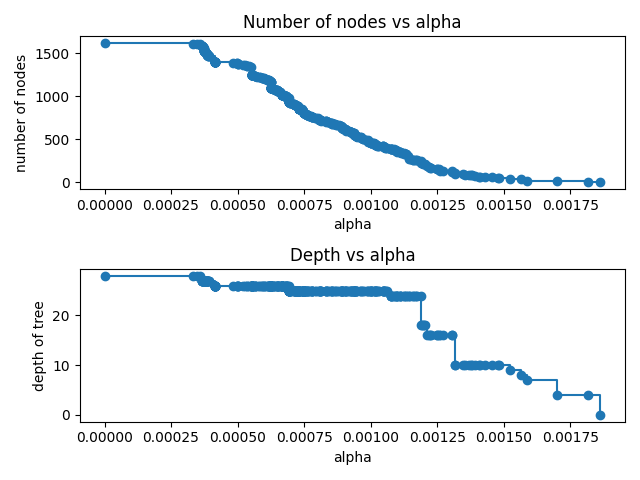 Number of nodes vs alpha
number of nodes
1500
1000
500
0
0.00000 0.00025 0.00050 0.00075 0.00100 0.00125 0.00150 0.00175
alpha
Depth vs alpha
depth of tree
20
10
0
0.00000 0.00025 0.00050 0.00075 0.00100 0.00125 0.00150 0.00175
alpha